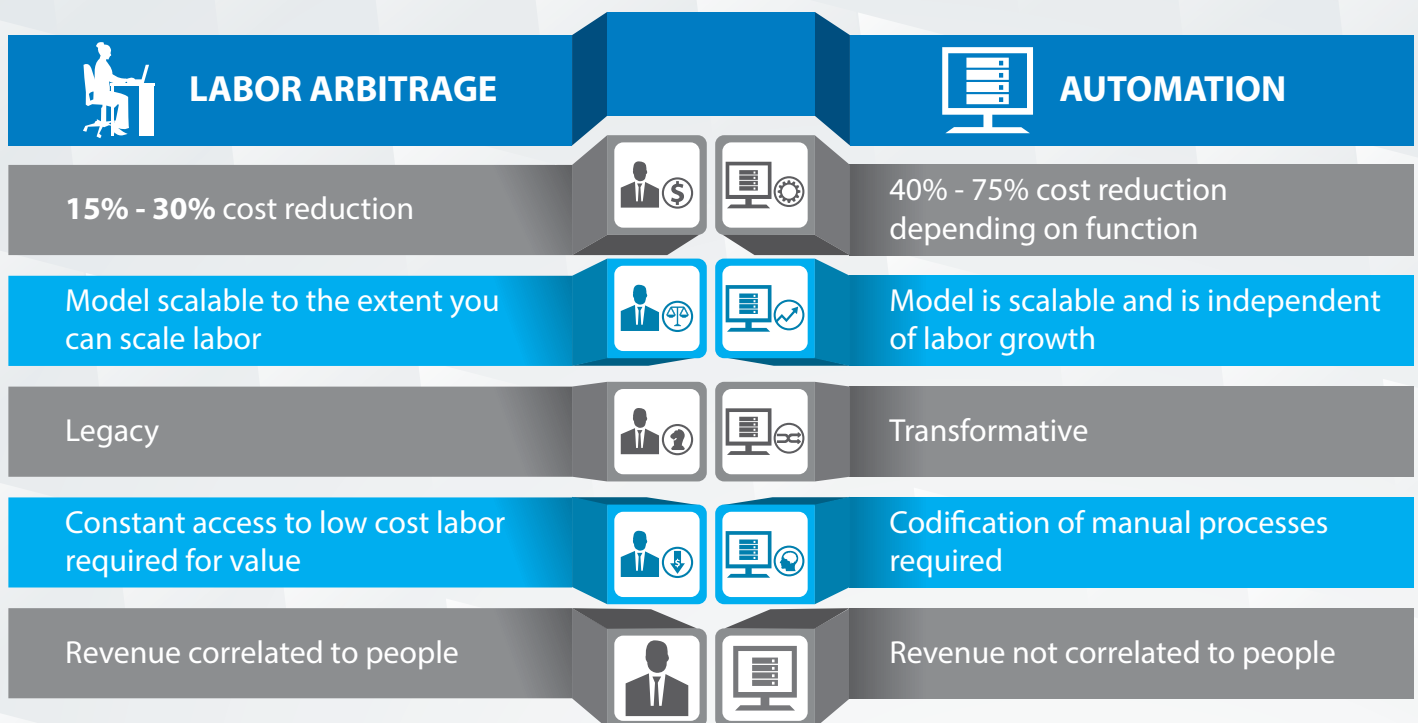 LABOR ARBITRAGE
AUTOMATION
15% - 30% cost reduction
40% - 75% cost reduction
depending on function
Model scalable to the extent you
can scale labor
Model is scalable and is independent
of labor growth
Legacy
Transformative
Constant access to low cost labor
required for value
Codification of manual processes
required
Revenue correlated to people
Revenue not correlated to people